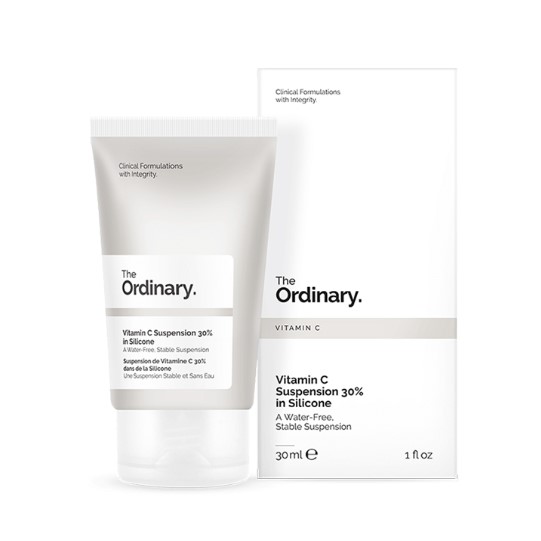 Clinical Formulations
with Integrity.
The
Ordinary.
Vitamin C Suspension 30%
in Silicone
A Water-Free, Stable Suspension
Suspension de Vitamine C 30%
dans de la Silicone
Une Suspension Stable et Sans Eau
Clinical Formulations
with Integrity.
The
Ordinary.
VITAMIN C
Vitamin C
Suspension 30%
in Silicone
A Water-Free,
Stable Suspension
30 ml ℮ 1 fl oz